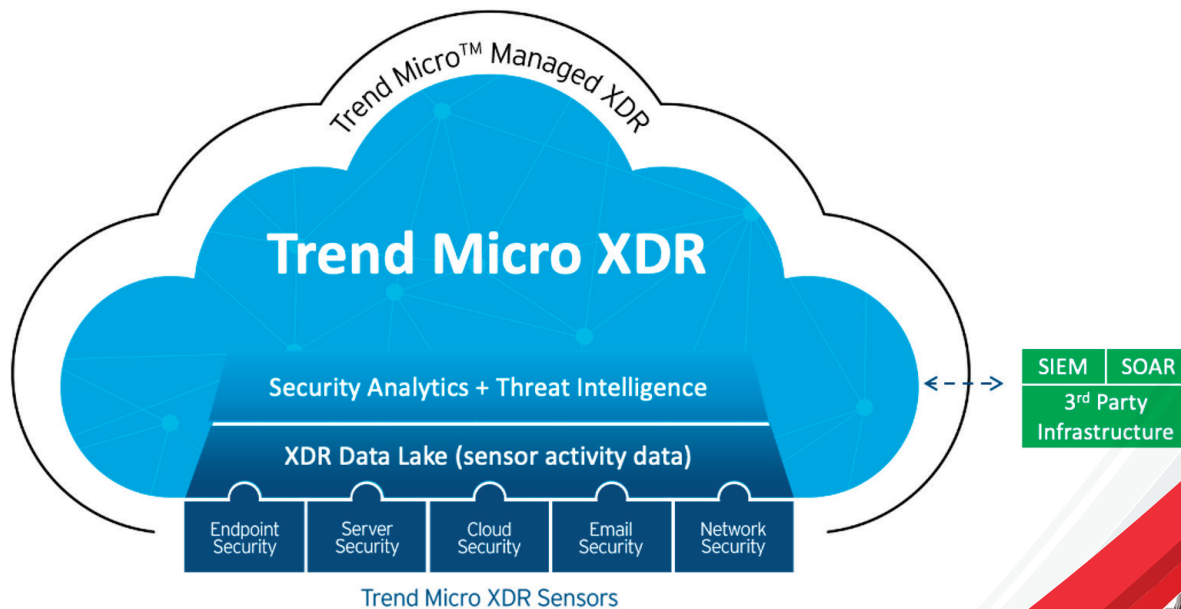 Trend Micro™ Managed XDR
Trend Micro XDR
Security Analytics + Threat Intelligence
XDR Data Lake (sensor activity data)
Endpoint
Security
Server
Security
Cloud
Security
Email
Security
Network
Security
Trend Micro XDR Sensors
SIEM
SOAR
3rd Party
Infrastructure